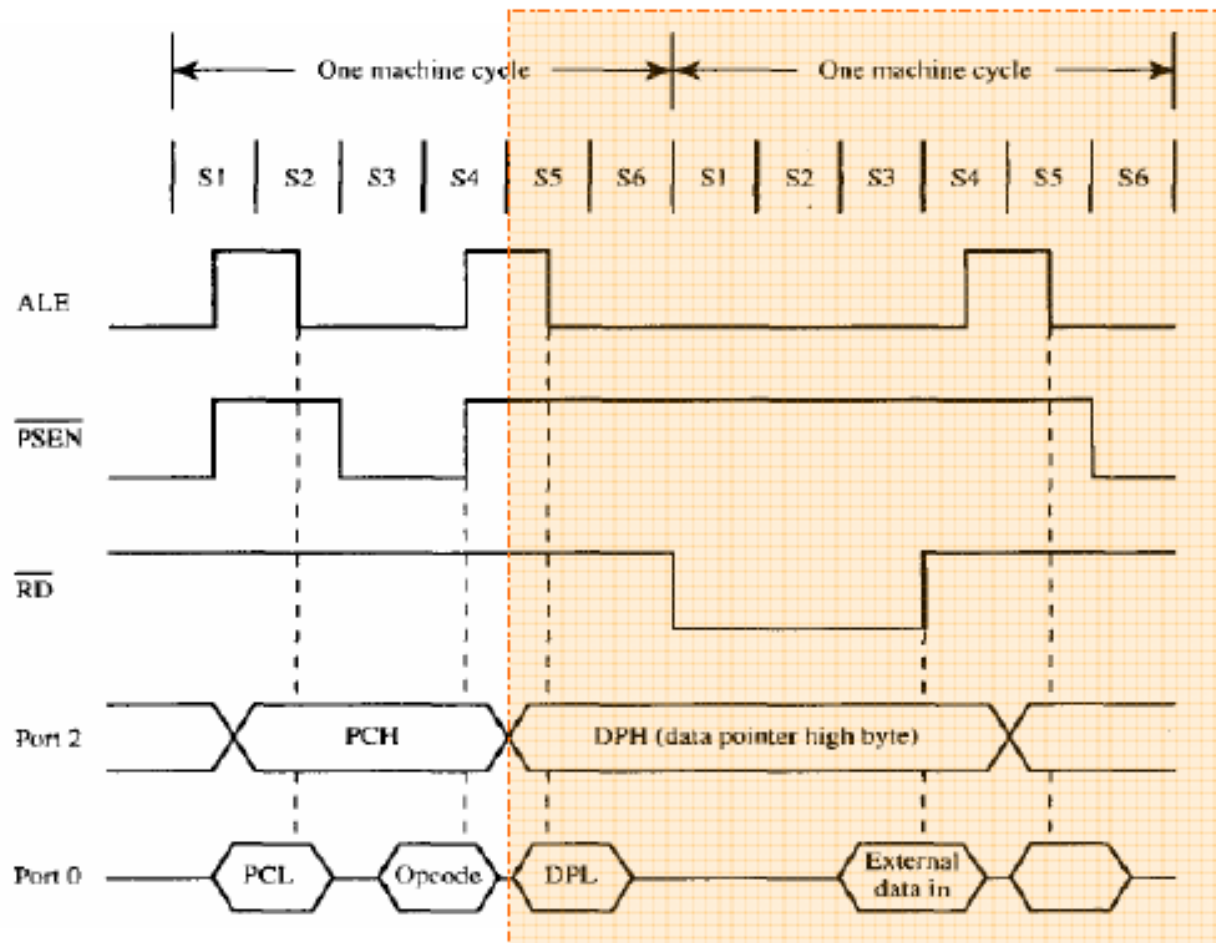 One machine cycle One machine cycle
S1 S2 S3 S4 S5 S6 S1 S2 S3 S4 S5 S6
ALE
PSEN
RD
Port 2 PCH DPH (data pointer high byte)
Port 0 PCL Opcode DPL External data in